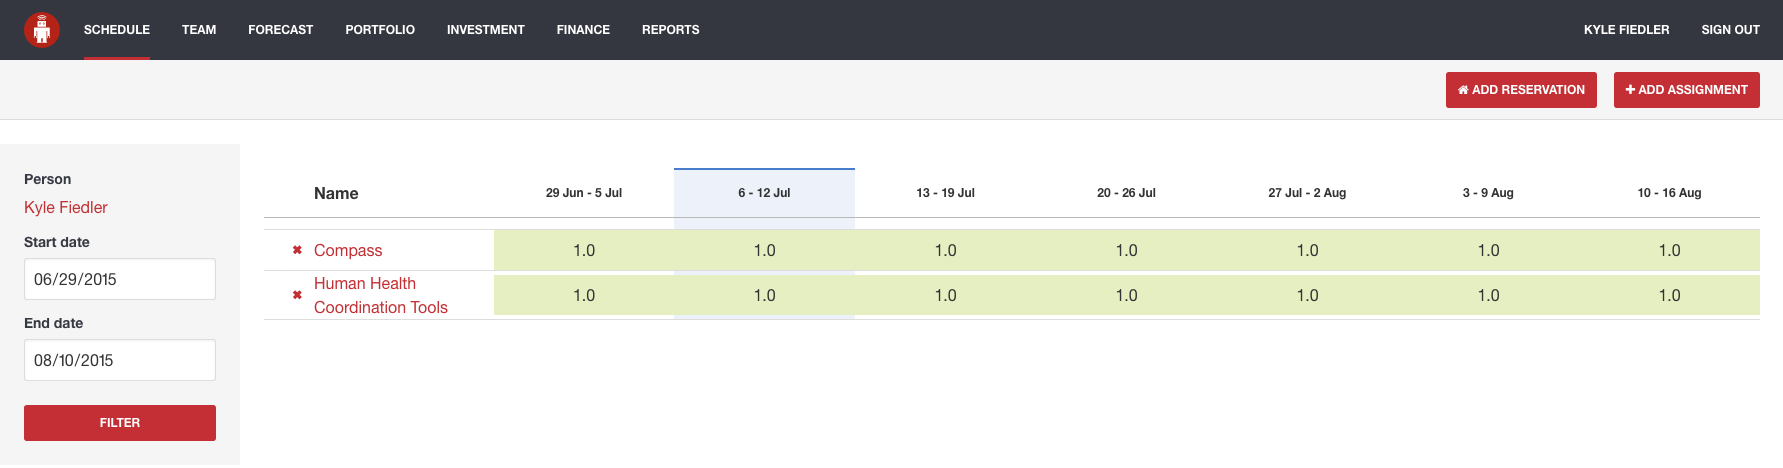 SCHEDULE TEAM FORECAST PORTFOLIO INVESTMENT FINANCE REPORTS KYLE FIEDLER SIGN OUT
ADD RESERVATION ADD ASSIGNMENT
Person
Kyle Fiedler
Start date
06/29/2015
End date
08/10/2015
FILTER
Name 29 Jun - 5 Jul 6 - 12 Jul 13 - 19 Jul 20 - 26 Jul 27 Jul - 2 Aug 3 - 9 Aug 10 - 16 Aug
Compass 1.0 1.0 1.0 1.0 1.0 1.0 1.0
Human Health
Coordination Tools 1.0 1.0 1.0 1.0 1.0 1.0 1.0